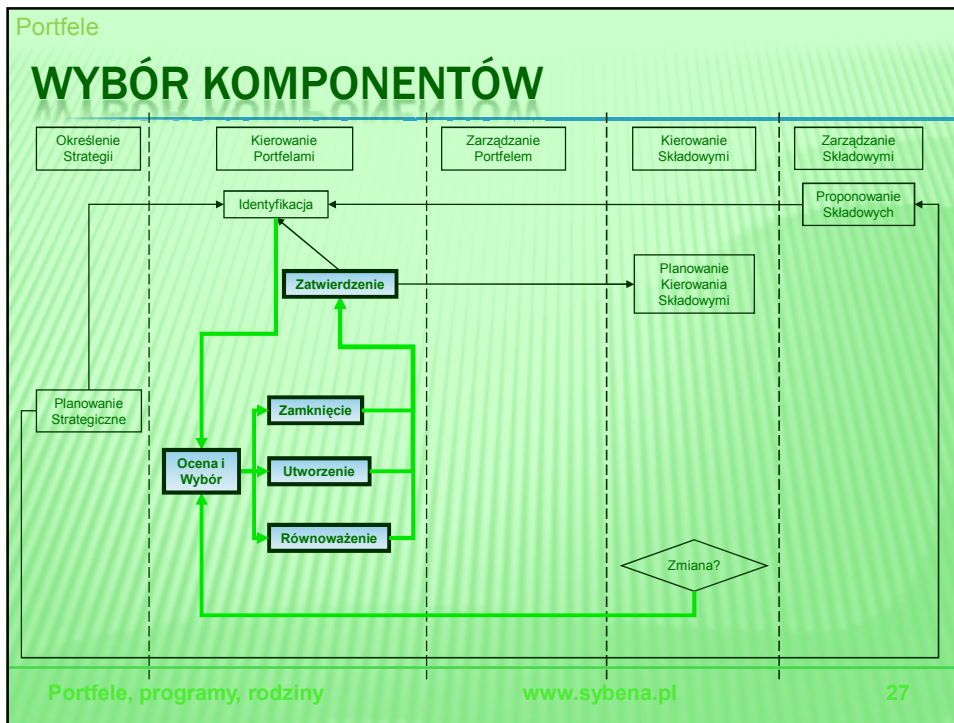 Portfele
WYBÓR KOMPONENTÓW
Określenie
Strategii
Kierowanie
Portfelami
Zarządzanie
Portfelem
Kierowanie
Składowymi
Zarządzanie
Składowymi
Identyfikacja
Proponowanie
Składowych
Zatwierdzenie
Planowanie
Kierowania
Składowymi
Planowanie
Strategiczne
Zamknięcie
Ocena i
Wybór
Utworzenie
Równoważenie
Zmiana?
Portfele, programy, rodziny
www.sybena.pl
27